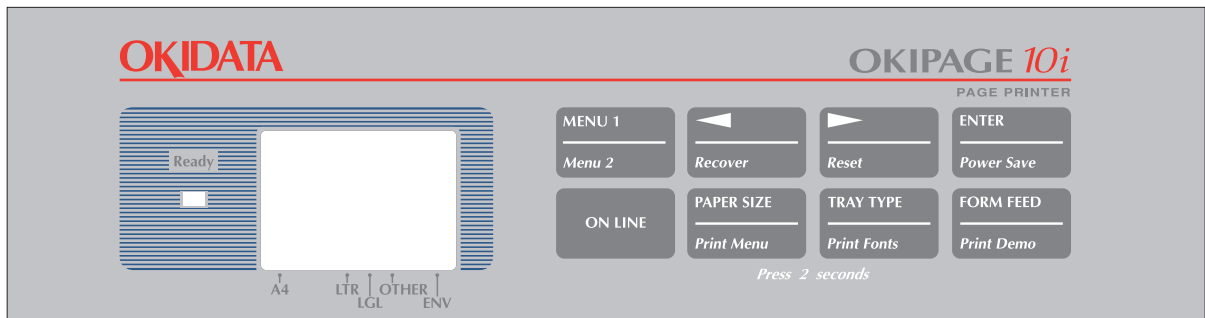 OKIDATA
OKIPAGE 10i
PAGE PRINTER
Ready
A4 LTR LGL OTHER ENV
MENU 1
Menu 2
Recover
Reset
ENTER
Power Save
ON LINE
PAPER SIZE
Print Menu
TRAY TYPE
Print Fonts
FORM FEED
Print Demo
Press 2 seconds